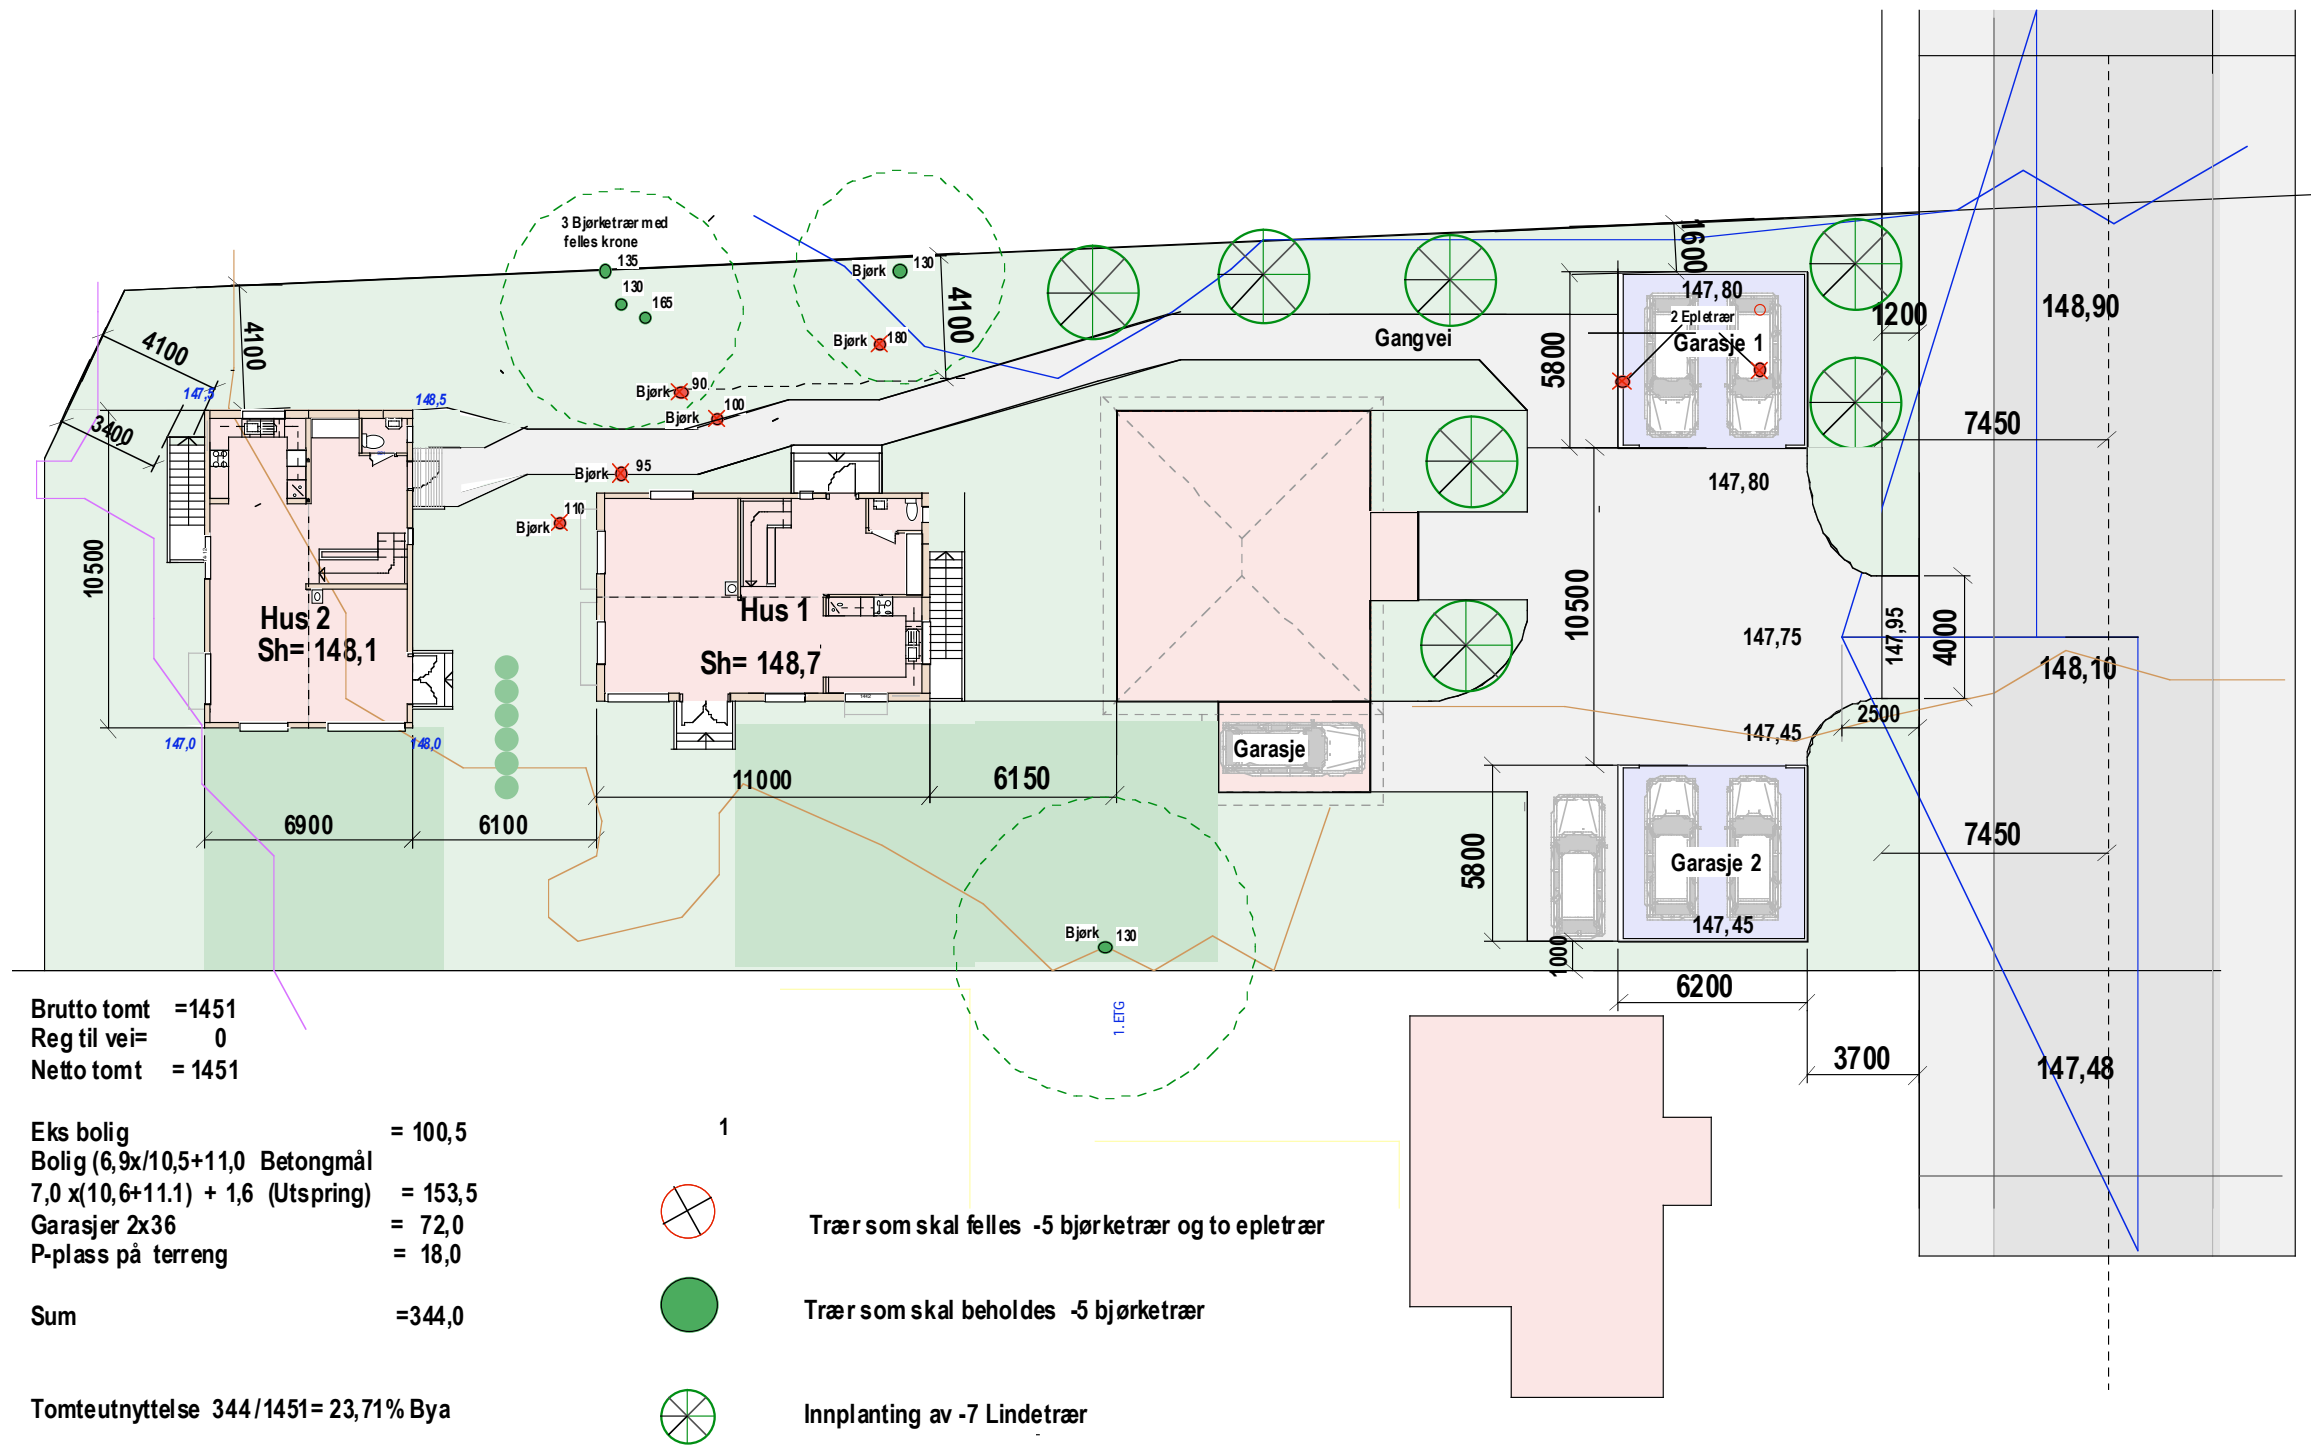 3 Bjørketrær med
felles krone
135
130
165
Bjørk
130
Bjørk
180
Bjørk
90
Bjørk
100
Bjørk
95
Bjørk
110
4100
4100
4100
3400
147,5
148,5
10500
4100
Gangvei
1600
147,80
2 Epletrær
Garasje 1
5800
1200
148,90
7450
147,80
Hus 2
Sh= 148,1
Hus 1
Sh= 148,7
10500
147,75
147,95
4000
148,10
2500
147,45
147,0
148,0
11000
6150
Garasje
6900
6100
5800
Garasje 2
147,45
7450
Bjørk
130
1000
6200
3700
147,48
1. ETG
Brutto tomt =1451
Reg til vei= 0
Netto tomt = 1451
Eks bolig = 100,5
Bolig (6,9x/10,5+11,0 Betongmål
7,0 x(10,6+11.1) + 1,6 (Utspring) = 153,5
Garasjer 2x36 = 72,0
P-plass på terreng = 18,0
Sum =344,0
Tomteutnyttelse 344/1451= 23,71% Bya
1
Trær som skal felles -5 bjørketrær og to epletrær
Trær som skal beholdes -5 bjørketrær
Innplanting av -7 Lindetrær